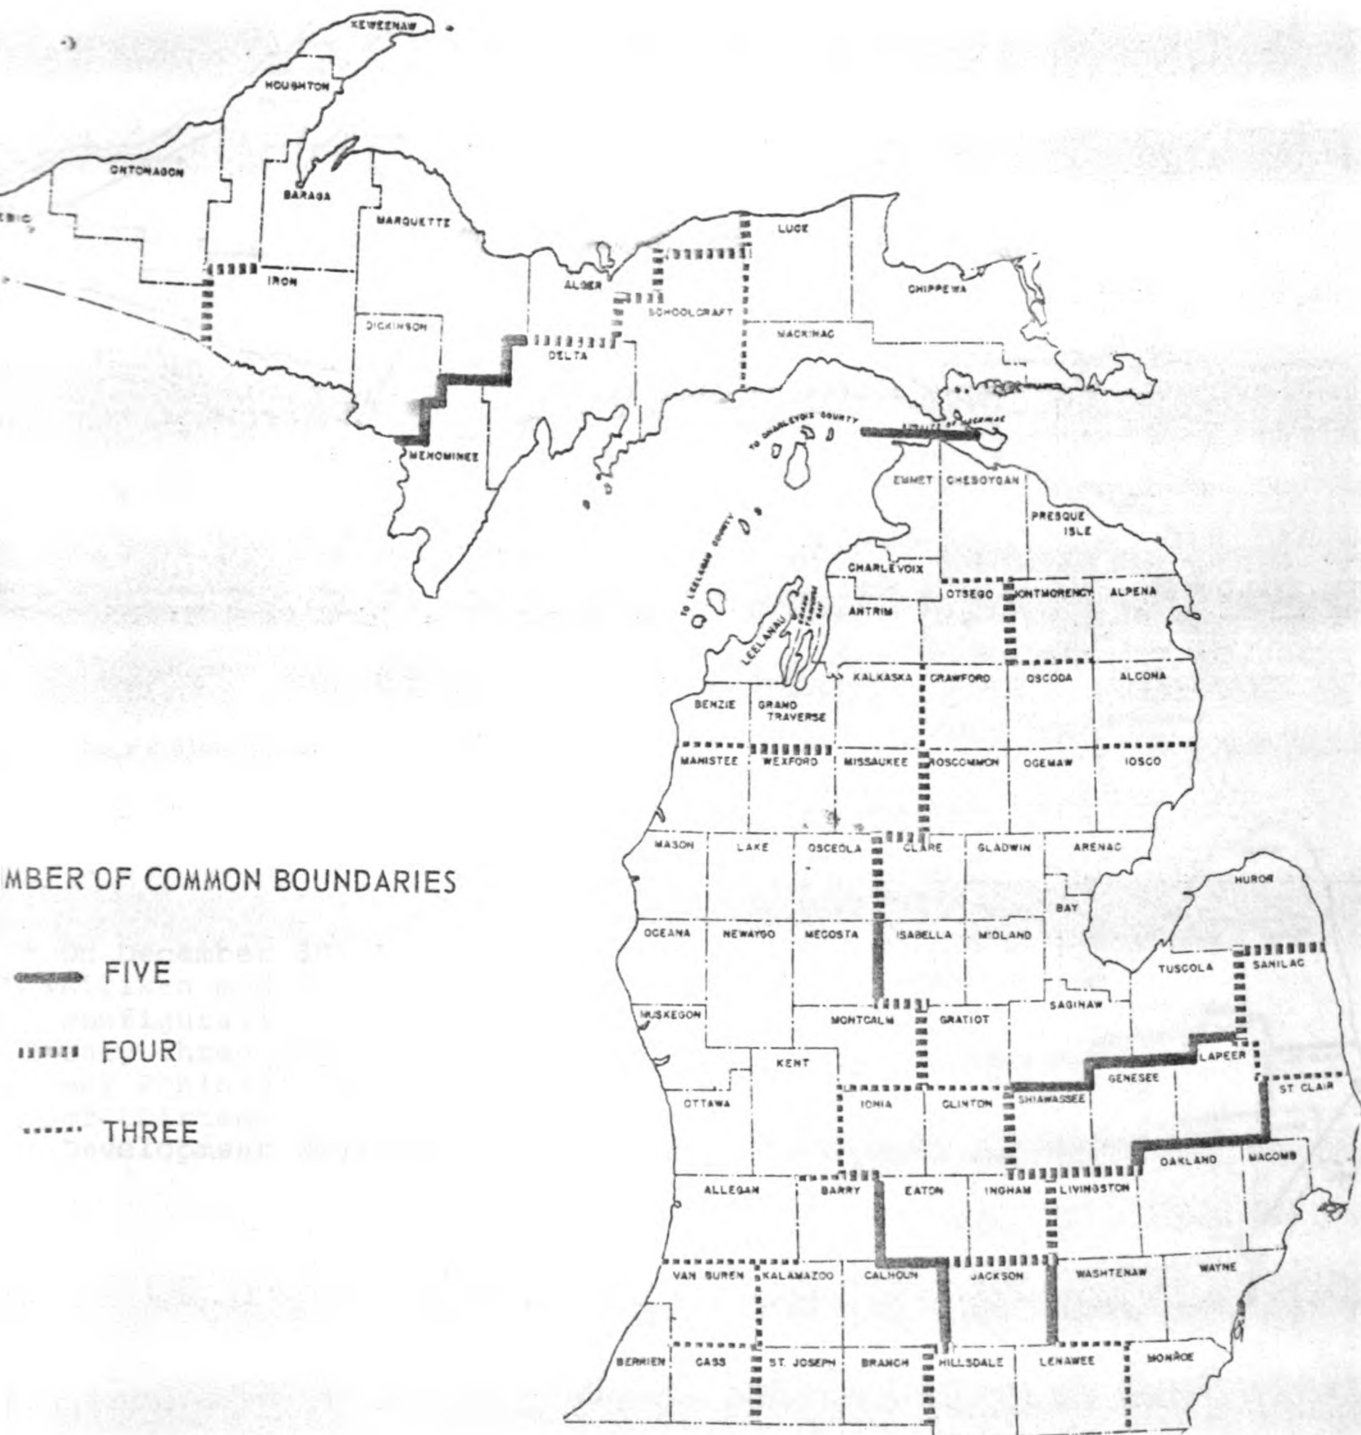 KEWEENAW
HOUGHTON
ONTONAGON
BARAGA
MARQUETTE
LUCE
ALGER
CHIPPEWA
IRON
SCHOOLCRAFT
DICKINSON
MACKINAC
DELTA
TO CHARLEVOIX COUNTY
STRAITS OF MACKINAC
MENOMINEE
EMMET CHEBOYGAN
PRESQUE
ISLE
TO LEELANAU COUNTY
CHARLEVOIX
OTSEGO MONTMORENCY ALPENA
ANTRIM
GRAND
TRAVERSE
BAY
LEELANAU
KALKASKA CRAWFORD OSCODA ALCONA
BENZIE GRAND
TRAVERSE
MANISTEE WEXFORD MISSAUKEE ROSCOMMON OGEMAW IOSCO
MASON LAKE OSCEOLA CLARE GLADWIN ARENAC
MBER OF COMMON BOUNDARIES
HUROR
BAY
OCEANA NEWAYGO MECOSTA ISABELLA MIDLAND
TUSCOLA SANILAC
FIVE
MUSKEGON MONTCALM GRATIOT SAGINAW
FOUR
KENT GENESEE LAPEER
ST. CLAIR
OTTAWA IONIA CLINTON SHIAWASSEE
THREE
OAKLAND MACOMB
ALLEGAN BARRY EATON INGHAM LIVINGSTON
VAN BUREN KALAMAZOO CALHOUN JACKSON WASHTENAW WAYNE
BERRIEN CASS ST. JOSEPH BRANCH HILLSDALE LENAWEE MONROE